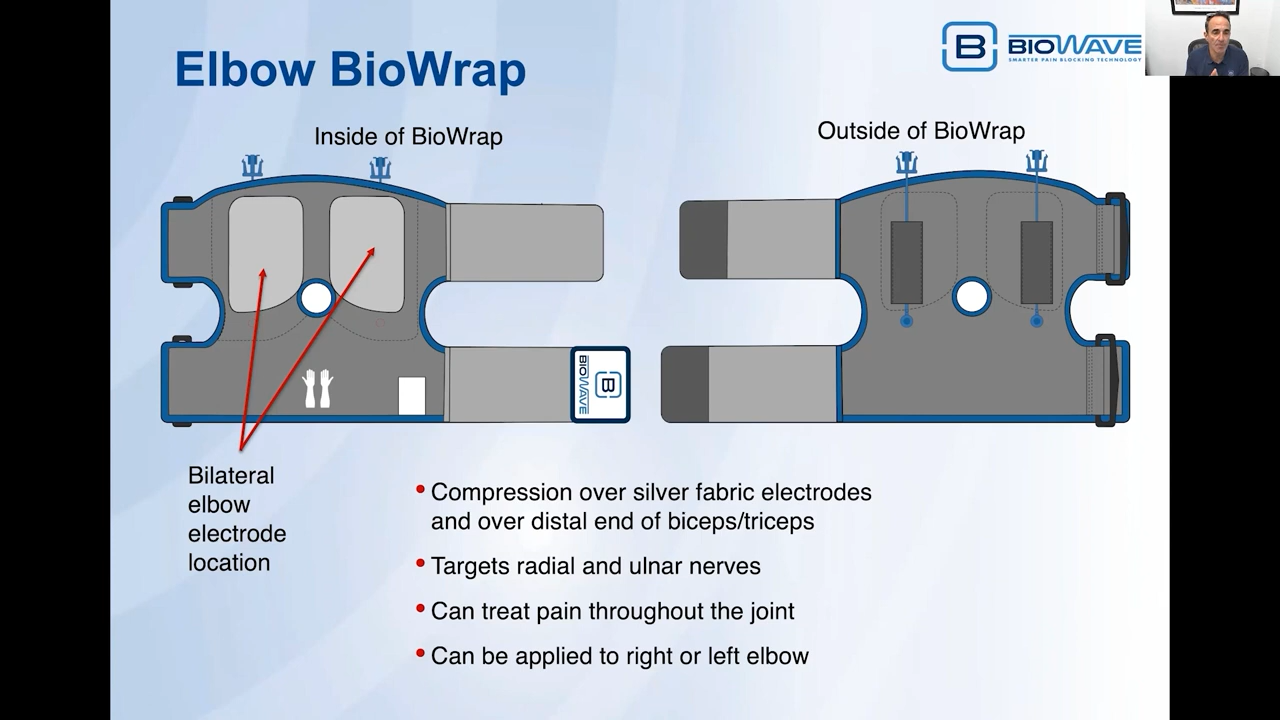 Elbow BioWrap
B BIOWAVE
SMARTER PAIN BLOCKING TECHNOLOGY
Inside of BioWrap
Outside of BioWrap
BIOWAVE
B
Bilateral
elbow
electrode
location
• Compression over silver fabric electrodes
and over distal end of biceps/triceps
• Targets radial and ulnar nerves
• Can treat pain throughout the joint
• Can be applied to right or left elbow